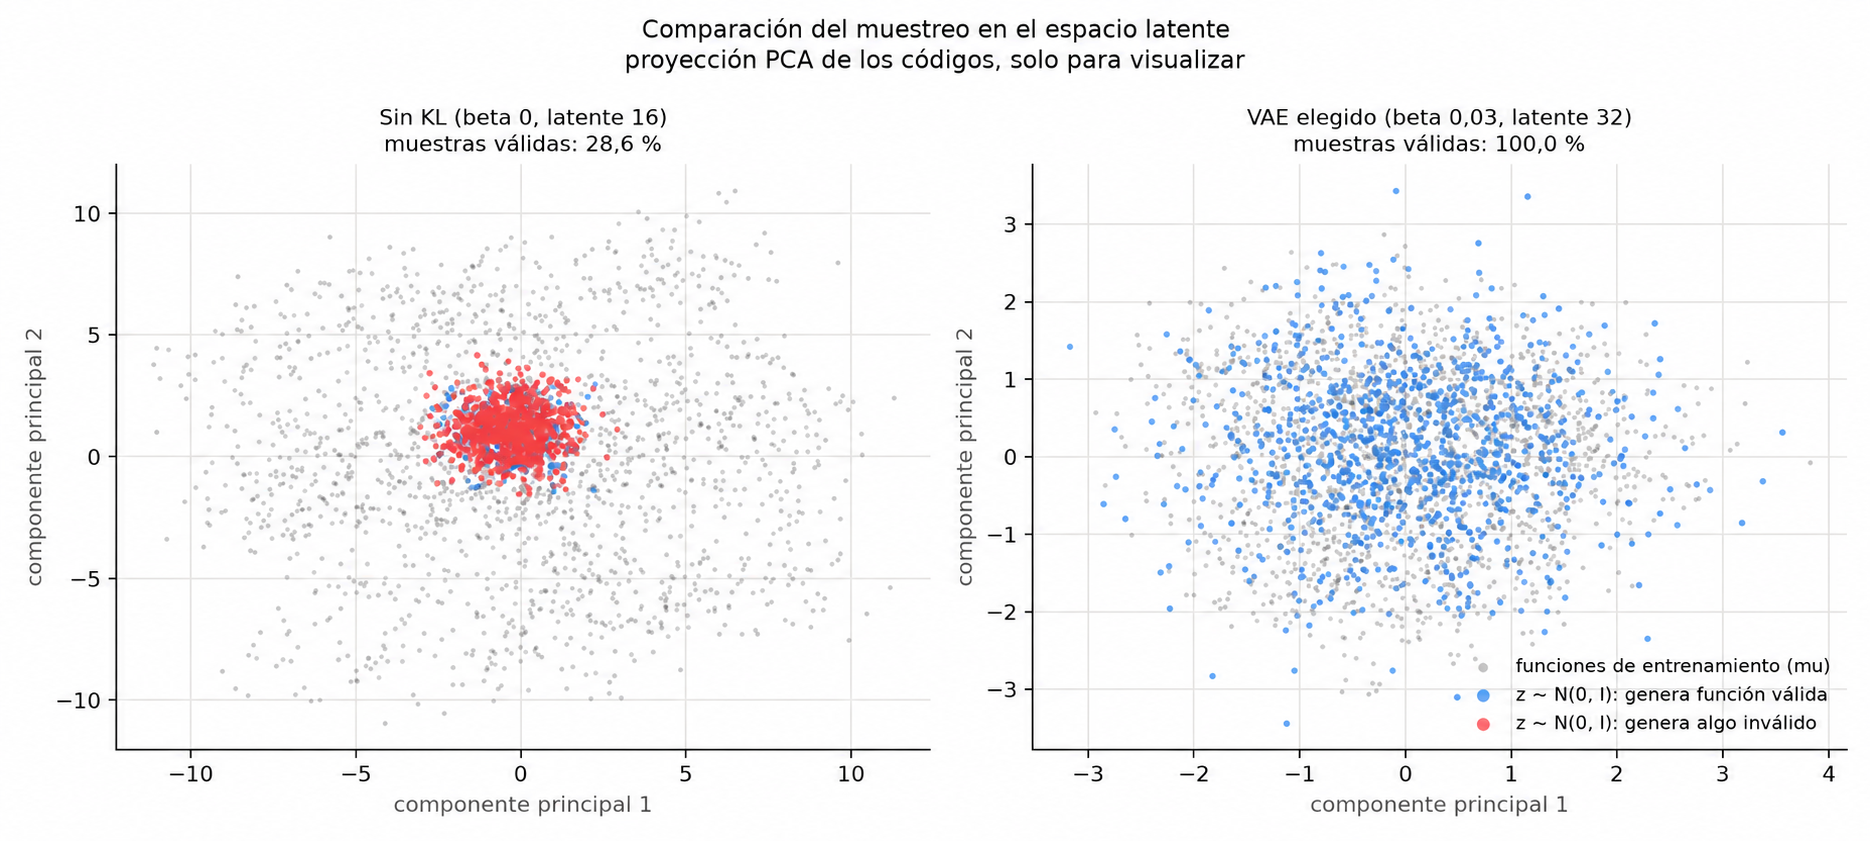 Comparación del muestreo en el espacio latente
proyección PCA de los códigos, solo para visualizar
Sin KL (beta 0, latente 16)
muestras válidas: 28,6 %
componente principal 2
10
5
0
−5
−10
−10
−5
0
5
10
componente principal 1
VAE elegido (beta 0,03, latente 32)
muestras válidas: 100,0 %
componente principal 2
3
2
1
0
−1
−2
−3
−3
−2
−1
0
1
2
3
4
componente principal 1
funciones de entrenamiento (mu)
z ~ N(0, I): genera función válida
z ~ N(0, I): genera algo inválido